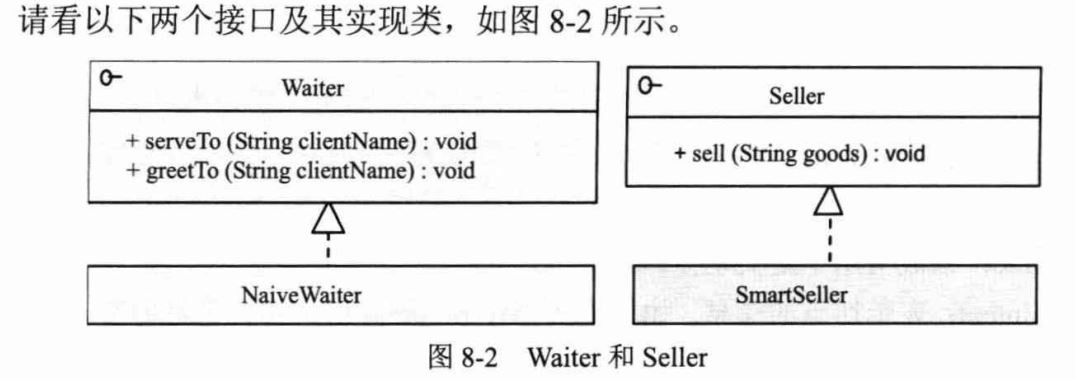 请看以下两个接口及其实现类，如图 8-2 所示。
Waiter
+ serveTo (String clientName) : void
+ greetTo (String clientName) : void
NaiveWaiter
Seller
+ sell (String goods) : void
SmartSeller
图 8-2 Waiter 和 Seller